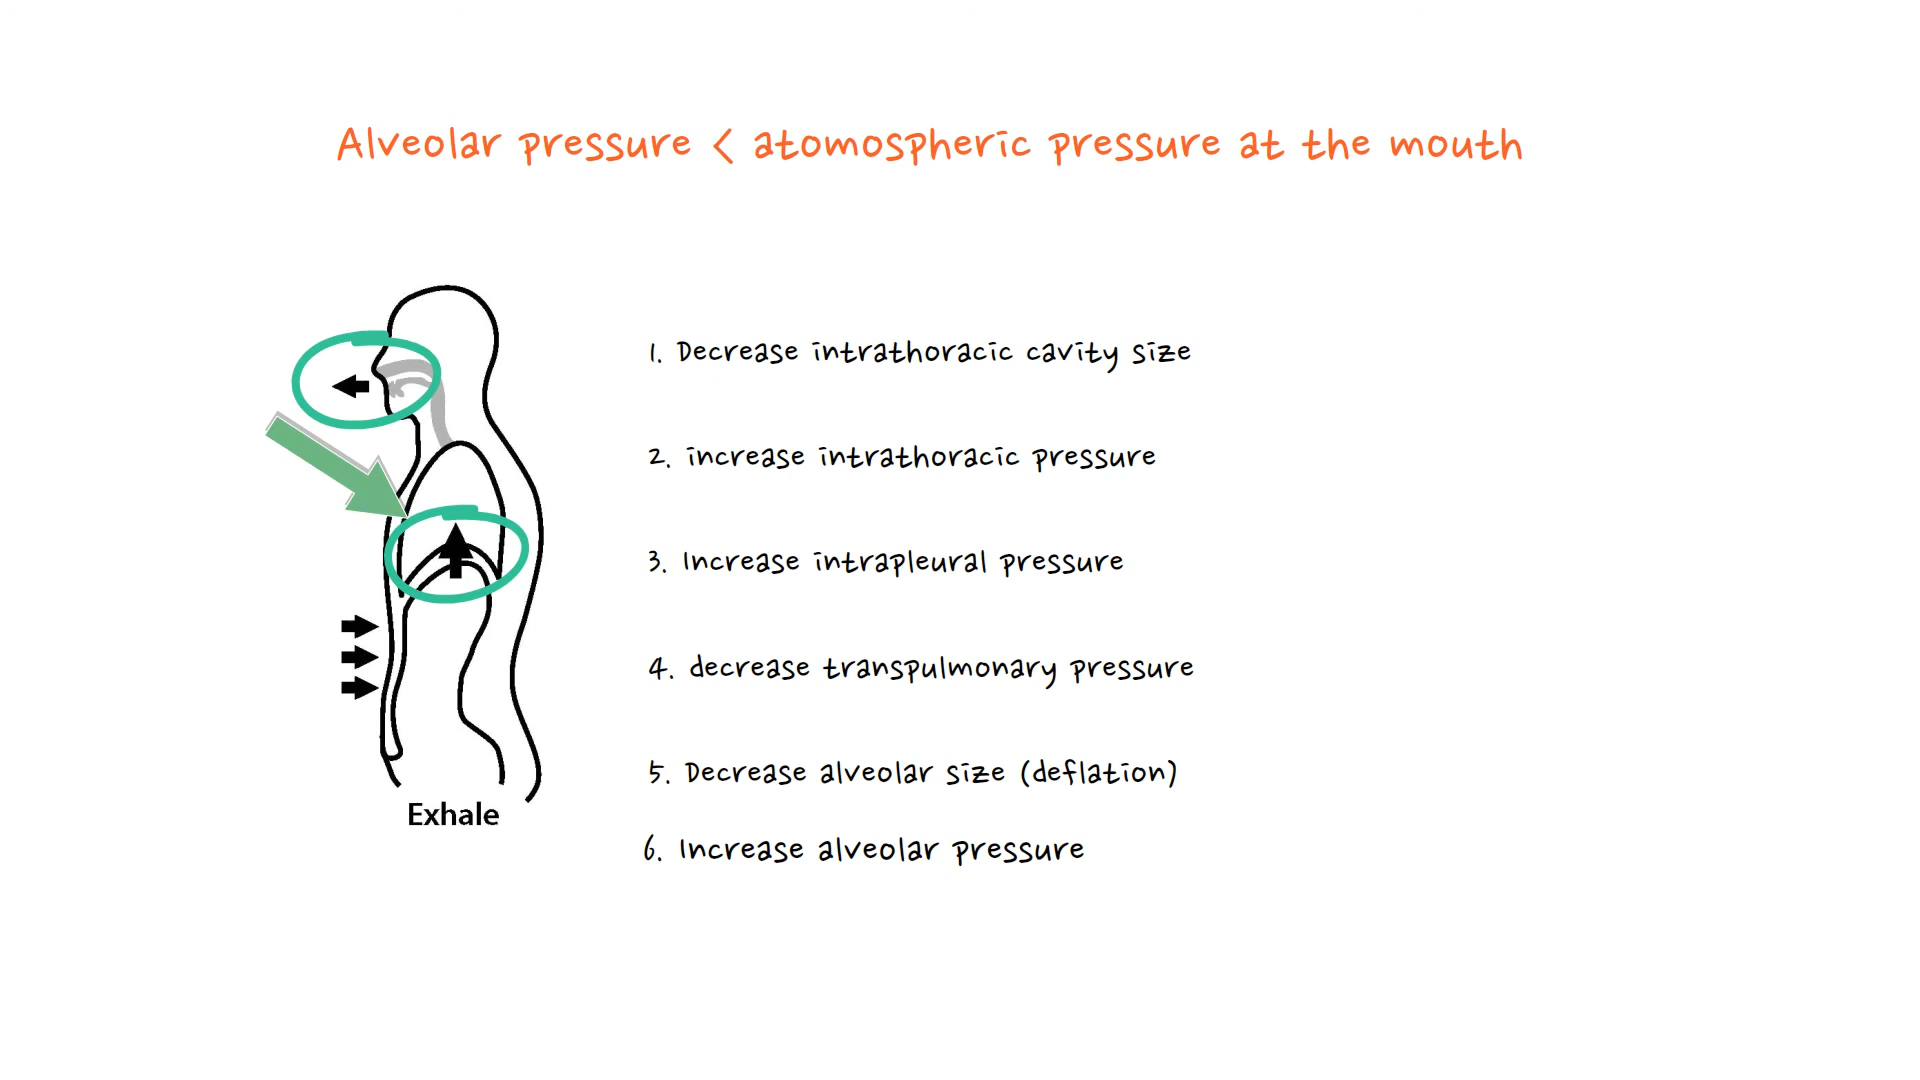 Alveolar pressure < atomospheric pressure at the mouth
1. Decrease intrathoracic cavity size
2. increase intrathoracic pressure
3. Increase intrapleural pressure
4. decrease transpulmonary pressure
5. Decrease alveolar size (deflation)
6. Increase alveolar pressure
Exhale